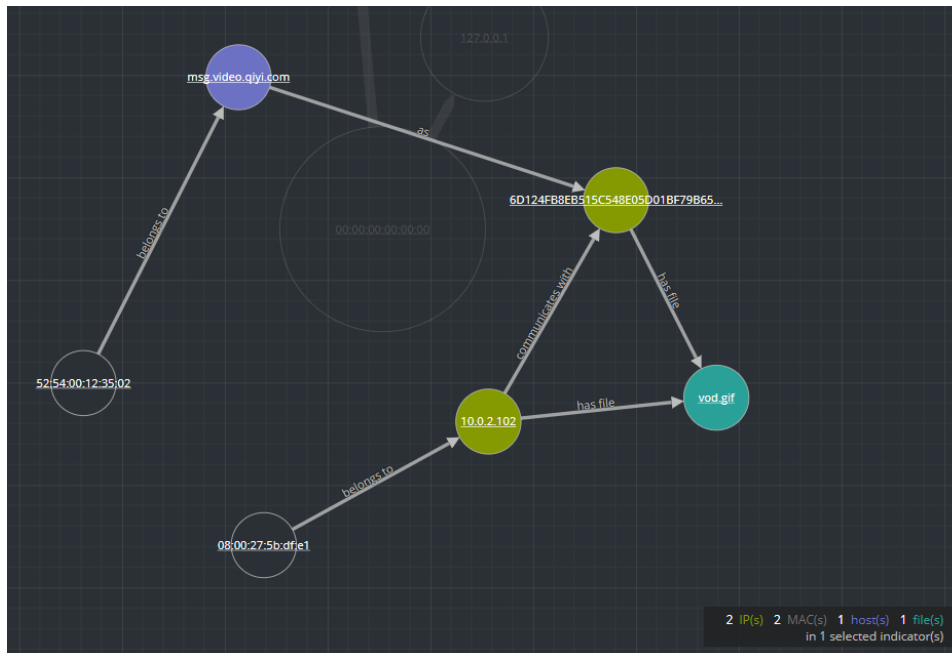 127.0.0.1
msg.video.qiyi.com
as
6D124FB8EB515C548E05D01BF79B65...
belongs to
00:00:00:00:00:00
has file
communicates with
52:54:00:12:35:02
vod.gif
has file
10.0.2.102
belongs to
08:00:27:5b:df:e1
2 IP(s) 2 MAC(s) 1 host(s) 1 file(s)
in 1 selected indicator(s)